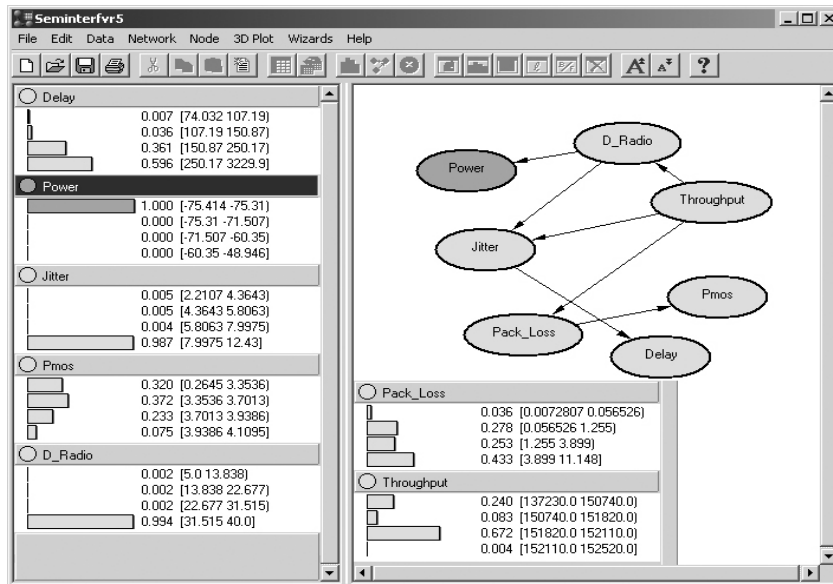 Seminterfvr5
File Edit Data Network Node 3D Plot Wizards Help
Delay
0.007 [74.032 107.19)
0.036 [107.19 150.87)
0.361 [150.87 250.17)
0.596 [250.17 3229.9]
Power
1.000 [-75.414 -75.31)
0.000 [-75.31 -71.507)
0.000 [-71.507 -60.35)
0.000 [-60.35 -48.946]
Jitter
0.005 [2.2107 4.3643)
0.005 [4.3643 5.8063)
0.004 [5.8063 7.9975)
0.987 [7.9975 12.43]
Pmos
0.320 [0.2645 3.3536)
0.372 [3.3536 3.7013)
0.233 [3.7013 3.9386)
0.075 [3.9386 4.1095]
D_Radio
0.002 [5.0 13.838)
0.002 [13.838 22.677)
0.002 [22.677 31.515)
0.994 [31.515 40.0]
D_Radio
Power
Throughput
Jitter
Pmos
Pack_Loss
Delay
Pack_Loss
0.036 [0.0072807 0.056526)
0.278 [0.056526 1.255)
0.253 [1.255 3.899)
0.433 [3.899 11.148]
Throughput
0.240 [137230.0 150740.0)
0.083 [150740.0 151820.0)
0.672 [151820.0 152110.0)
0.004 [152110.0 152520.0]